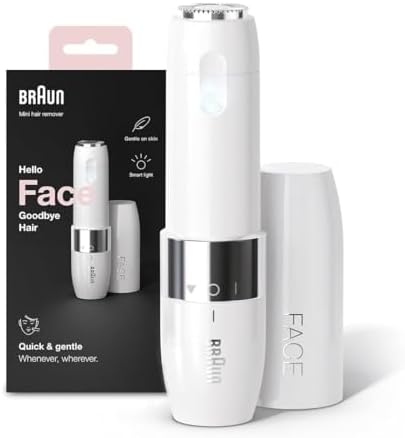 BRAUN
Mini hair remover
Gentle on skin
Smart light
Hello
Face
Goodbye
Hair
BRAUN
Quick & gentle
Whenever, wherever.
BRAUN
FACE